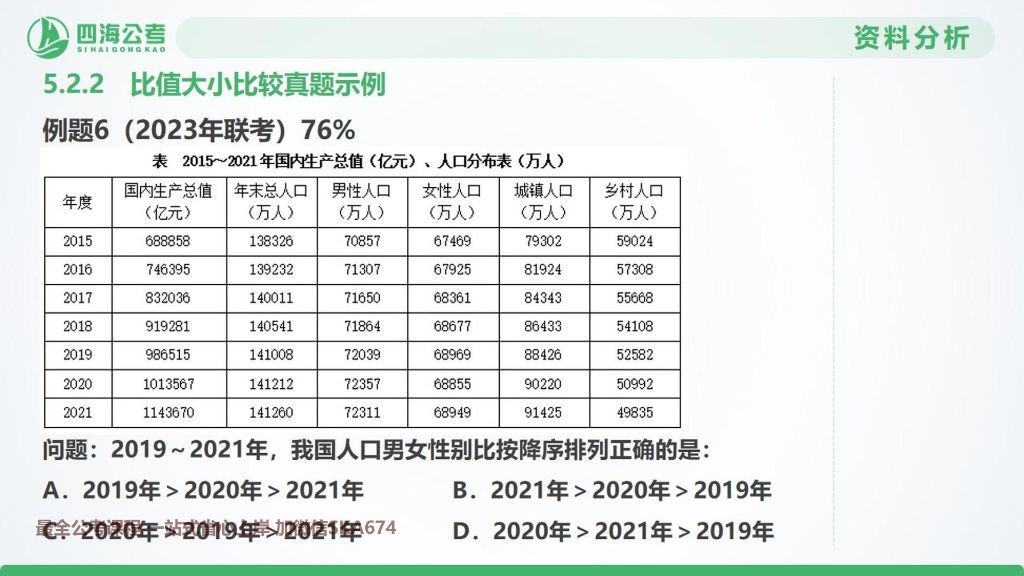 四海公考
SIHAIGONGKAO
资料分析
5.2.2 比值大小比较真题示例
例题6（2023年联考）76%
表 2015～2021年国内生产总值（亿元）、人口分布表（万人）
年度 国内生产总值（亿元） 年末总人口（万人） 男性人口（万人） 女性人口（万人） 城镇人口（万人） 乡村人口（万人）
2015 688858 138326 70857 67469 79302 59024
2016 746395 139232 71307 67925 81924 57308
2017 832036 140011 71650 68361 84343 55668
2018 919281 140541 71864 68677 86433 54108
2019 986515 141008 72039 68969 88426 52582
2020 1013567 141212 72357 68855 90220 50992
2021 1143670 141260 72311 68949 91425 49835
问题：2019～2021年，我国人口男女性别比按降序排列正确的是：
A．2019年＞2020年＞2021年 B．2021年＞2020年＞2019年
C．2020年＞2019年＞2021年 D．2020年＞2021年＞2019年
最全公考课程 一站式省心上岸 加微信